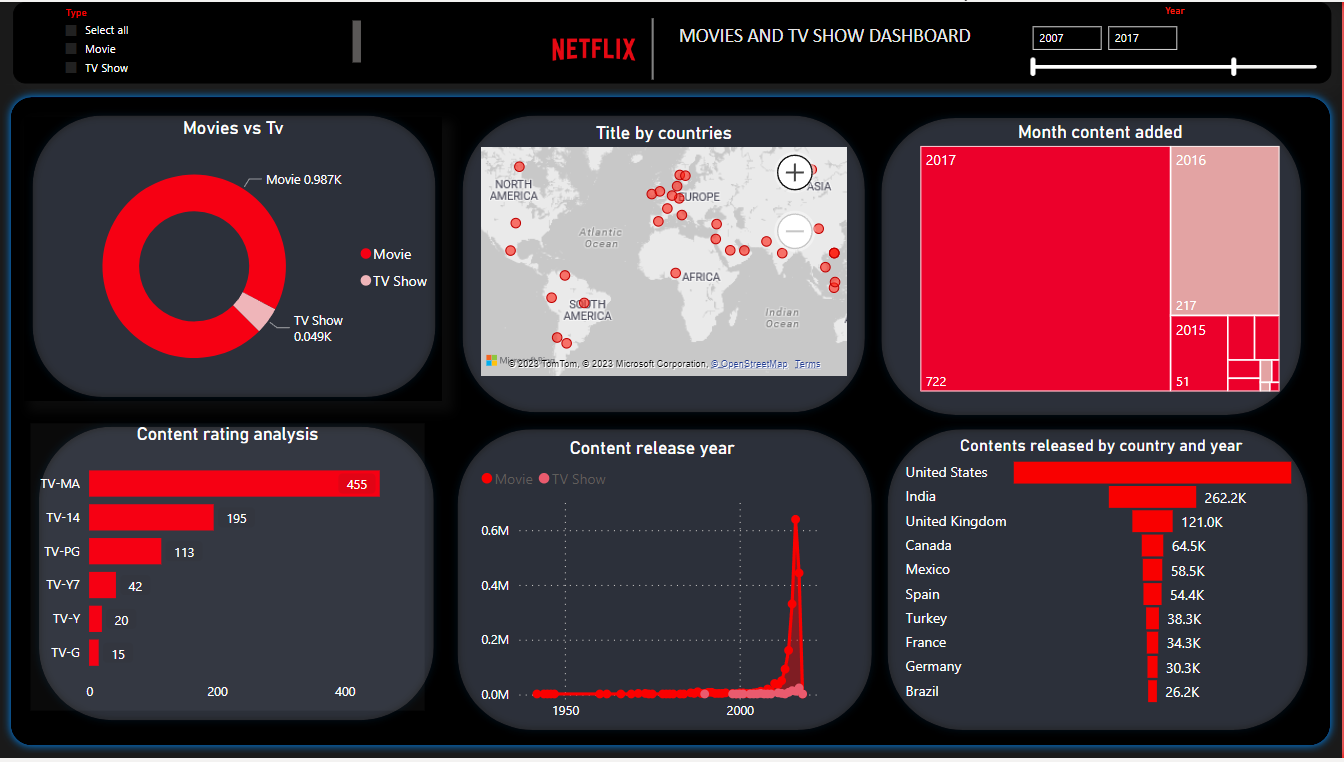 Type
Select all
Movie
TV Show
NETFLIX
MOVIES AND TV SHOW DASHBOARD
Year
2007
2017
Movies vs Tv
Movie 0.987K
Movie
TV Show
TV Show
0.049K
Title by countries
NORTH
AMERICA
EUROPE
ASIA
Atlantic
Ocean
AFRICA
SOUTH
AMERICA
Indian
Ocean
© 2023 TomTom, © 2023 Microsoft Corporation, © OpenStreetMap Terms
Month content added
2017
722
2016
217
2015
51
Content rating analysis
TV-MA 455
TV-14 195
TV-PG 113
TV-Y7 42
TV-Y 20
TV-G 15
0 200 400
Content release year
Movie TV Show
0.6M
0.4M
0.2M
0.0M
1950 2000
Contents released by country and year
United States
India 262.2K
United Kingdom 121.0K
Canada 64.5K
Mexico 58.5K
Spain 54.4K
Turkey 38.3K
France 34.3K
Germany 30.3K
Brazil 26.2K